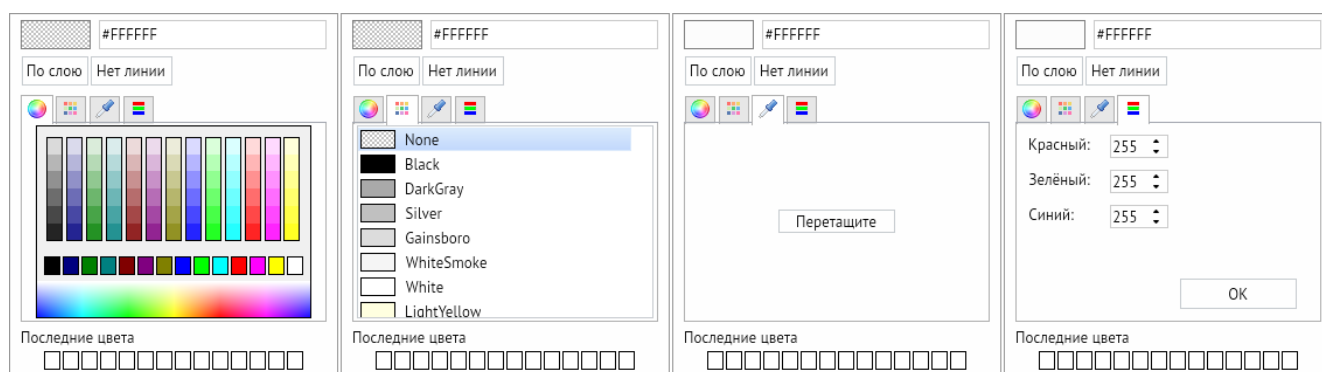 #FFFFFF
По слою Нет линии
Последние цвета
#FFFFFF
По слою Нет линии
None
Black
DarkGray
Silver
Gainsboro
WhiteSmoke
White
LightYellow
Последние цвета
#FFFFFF
По слою Нет линии
Перетащите
Последние цвета
#FFFFFF
По слою Нет линии
Красный: 255
Зелёный: 255
Синий: 255
OK
Последние цвета